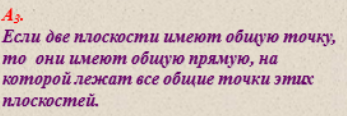 А3.
Если две плоскости имеют общую точку,
то они имеют общую прямую, на
которой лежат все общие точки этих
плоскостей.